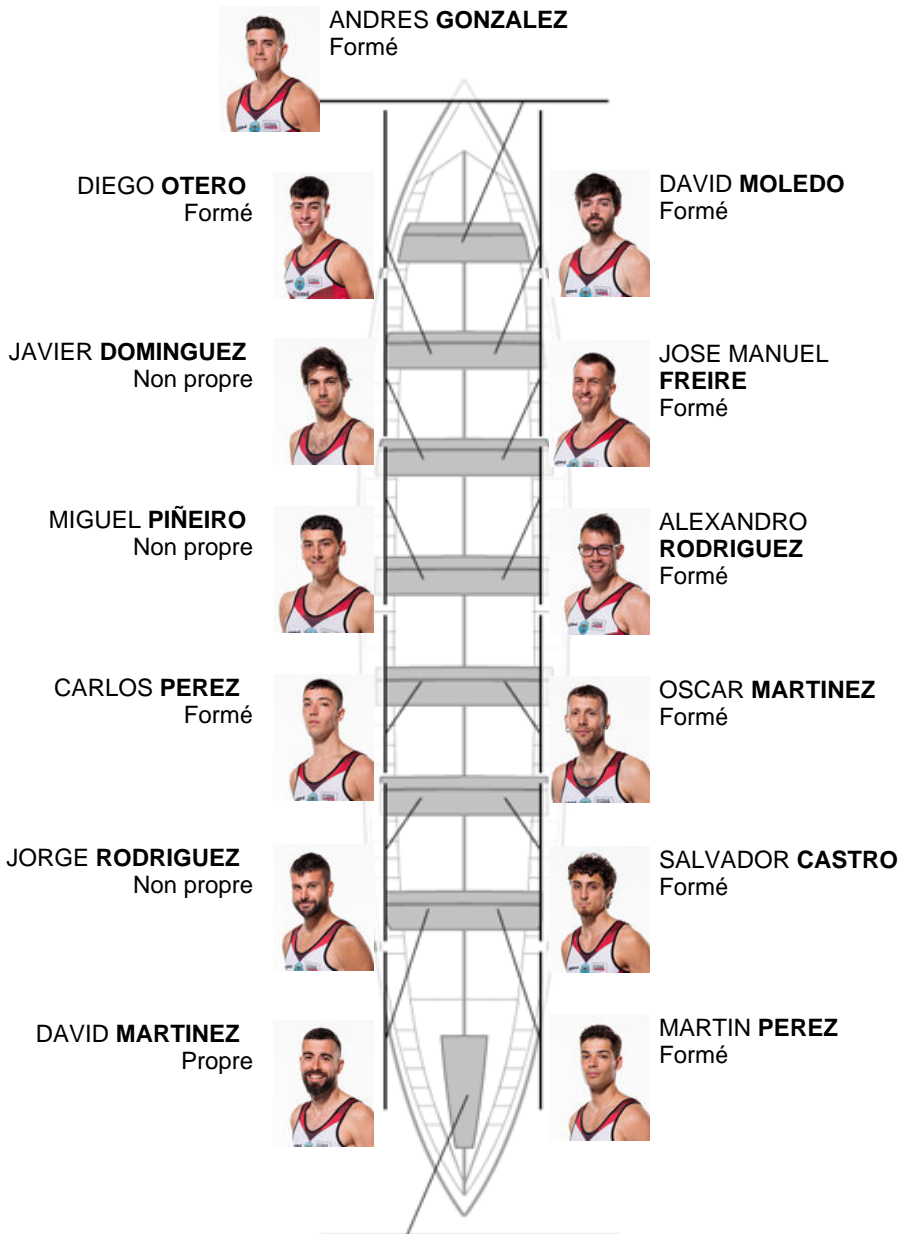 ANDRES GONZALEZ
Formé
DIEGO OTERO
Formé
DAVID MOLEDO
Formé
JAVIER DOMINGUEZ
Non propre
JOSE MANUEL
FREIRE
Formé
MIGUEL PIÑEIRO
Non propre
ALEXANDRO
RODRIGUEZ
Formé
CARLOS PEREZ
Formé
OSCAR MARTINEZ
Formé
JORGE RODRIGUEZ
Non propre
SALVADOR CASTRO
Formé
DAVID MARTINEZ
Propre
MARTIN PEREZ
Formé